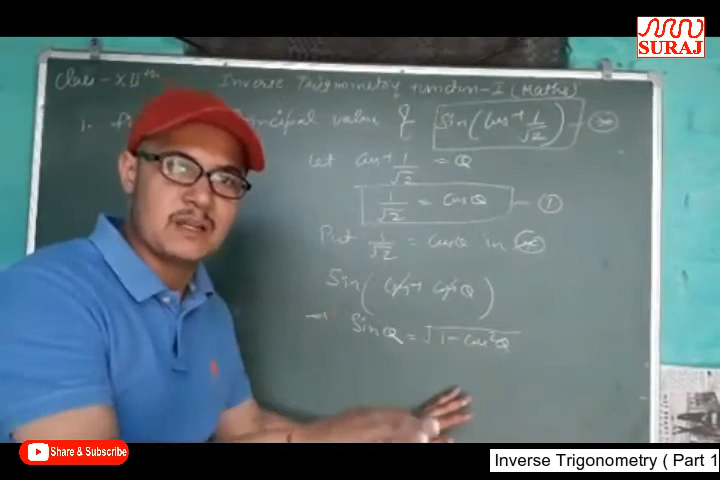 SURAJ
Class - XIIth Inverse Trigonometry function - I (Maths)
1. Principal value of Sin(Cos⁻¹ 1/√2) — *
Let Cos⁻¹ 1/√2 = θ
1/√2 = Cosθ — ①
Put 1/√2 = Cosθ in *
Sin(Cos⁻¹ Cosθ)
Sinθ = √1 - Cos²θ
Share & Subscribe
Inverse Trigonometry ( Part 1